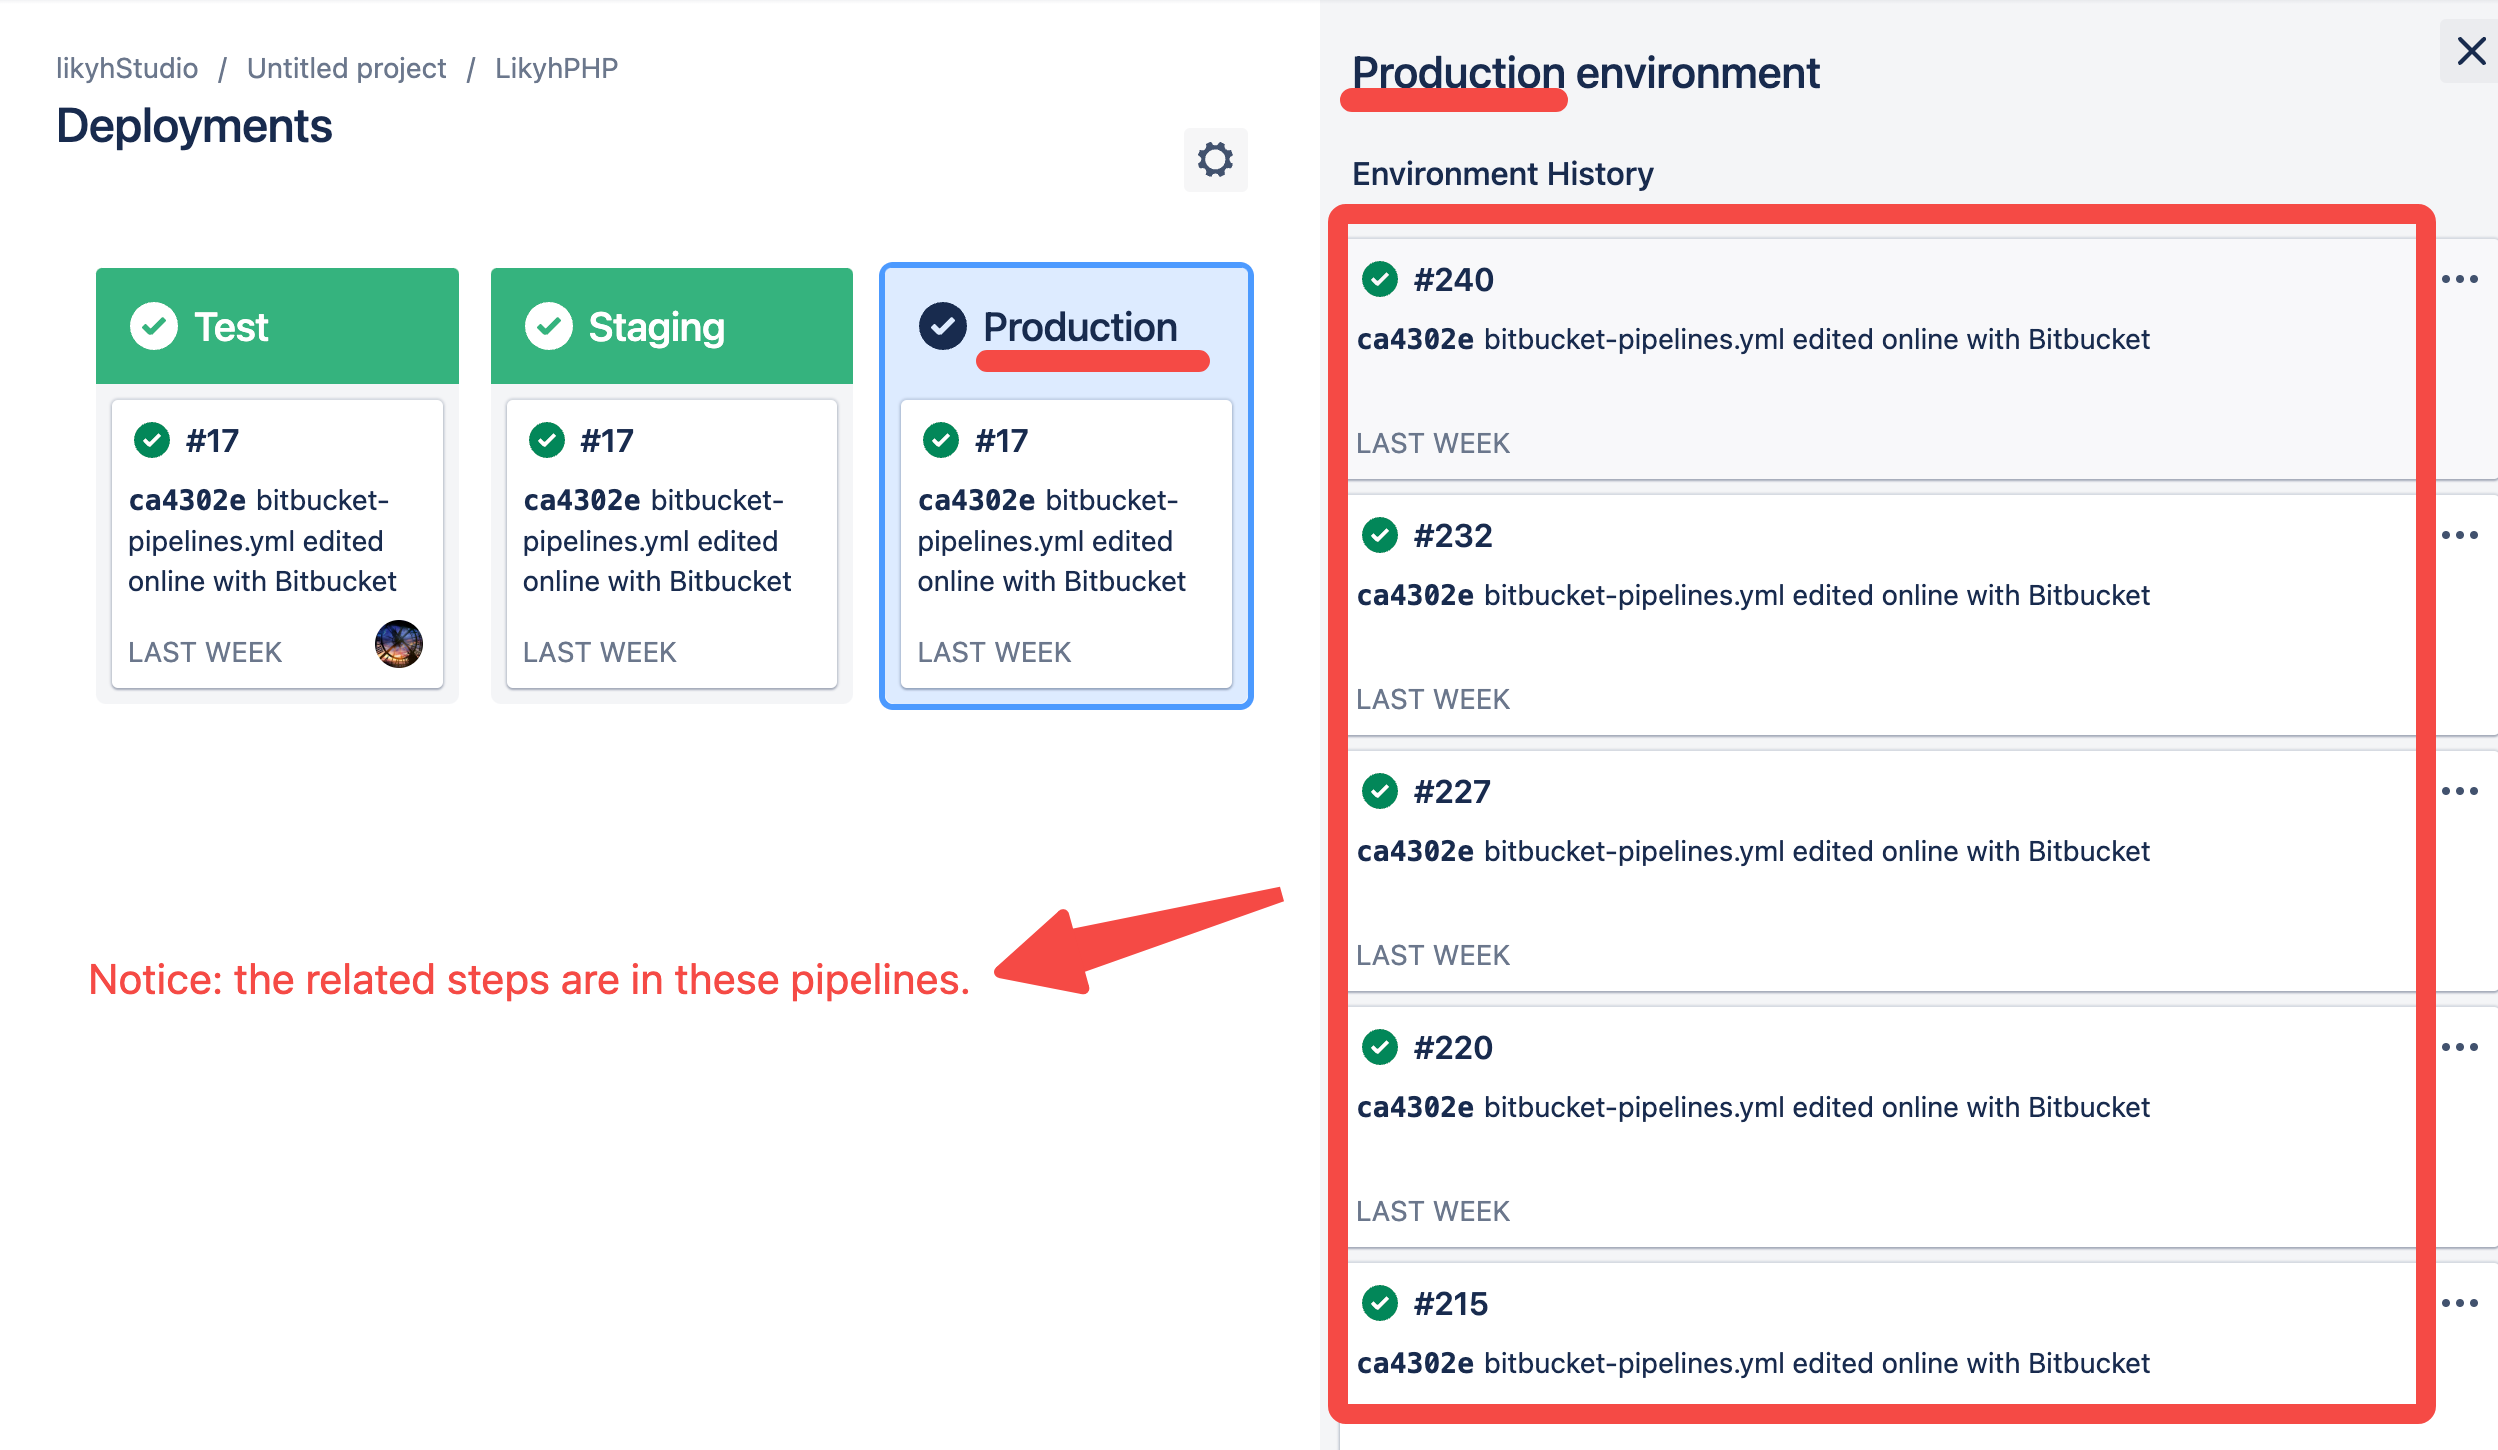 likyhStudio / Untitled project / LikyhPHP
Deployments
Test
#17
ca4302e bitbucket-
pipelines.yml edited
online with Bitbucket
LAST WEEK
Staging
#17
ca4302e bitbucket-
pipelines.yml edited
online with Bitbucket
LAST WEEK
Production
#17
ca4302e bitbucket-
pipelines.yml edited
online with Bitbucket
LAST WEEK
Notice: the related steps are in these pipelines.
Production environment
Environment History
#240
ca4302e bitbucket-pipelines.yml edited online with Bitbucket
LAST WEEK
#232
ca4302e bitbucket-pipelines.yml edited online with Bitbucket
LAST WEEK
#227
ca4302e bitbucket-pipelines.yml edited online with Bitbucket
LAST WEEK
#220
ca4302e bitbucket-pipelines.yml edited online with Bitbucket
LAST WEEK
#215
ca4302e bitbucket-pipelines.yml edited online with Bitbucket